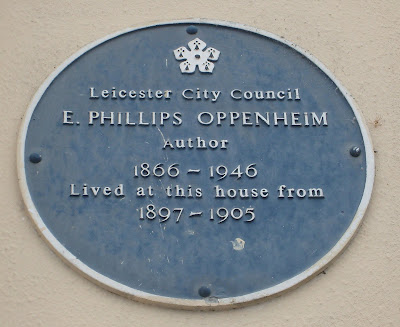 Leicester City Council
E. PHILLIPS OPPENHEIM
Author
1866 - 1946
Lived at this house from
1897 - 1905